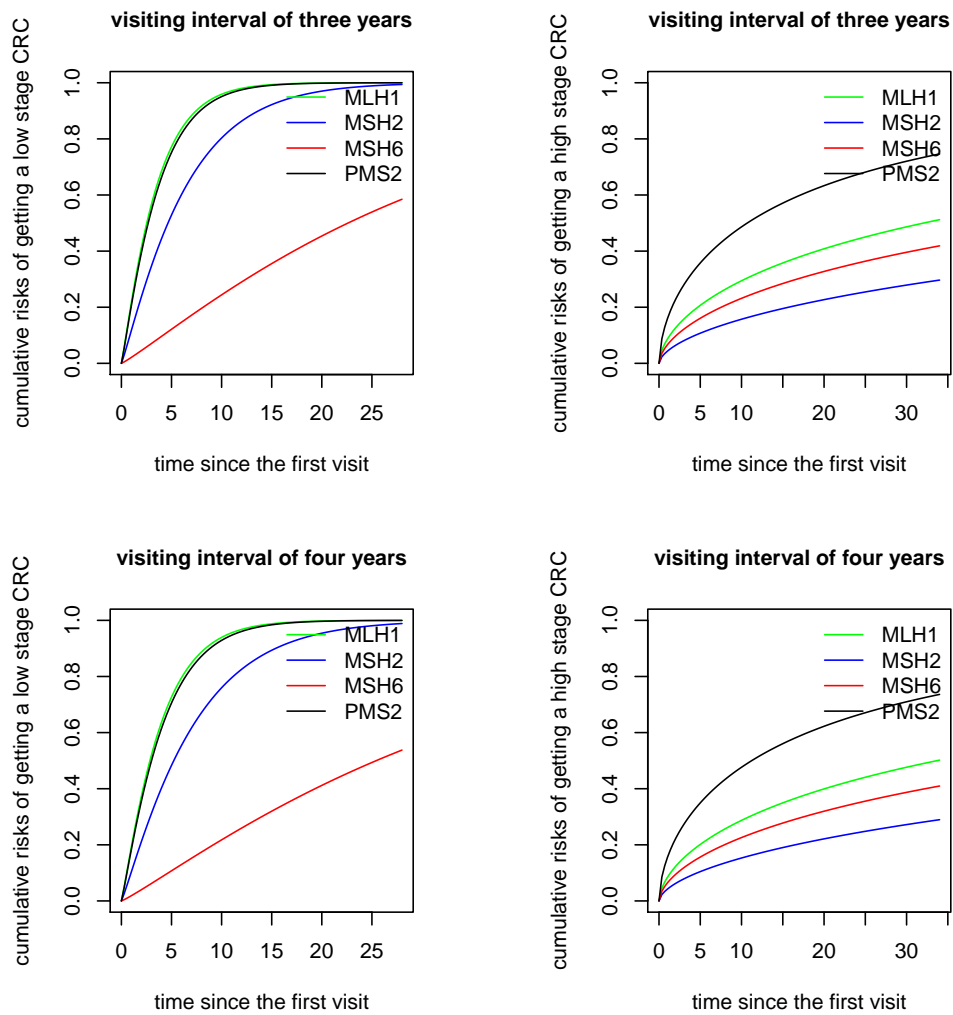 visiting interval of three years
cumulative risks of getting a low stage CRC
1.0
0.8
0.6
0.4
0.2
0.0
MLH1
MSH2
MSH6
PMS2
0 5 10 15 20 25
time since the first visit
visiting interval of three years
cumulative risks of getting a high stage CRC
1.0
0.8
0.6
0.4
0.2
0.0
MLH1
MSH2
MSH6
PMS2
0 5 10 20 30
time since the first visit
visiting interval of four years
cumulative risks of getting a low stage CRC
1.0
0.8
0.6
0.4
0.2
0.0
MLH1
MSH2
MSH6
PMS2
0 5 10 15 20 25
time since the first visit
visiting interval of four years
cumulative risks of getting a high stage CRC
1.0
0.8
0.6
0.4
0.2
0.0
MLH1
MSH2
MSH6
PMS2
0 5 10 20 30
time since the first visit